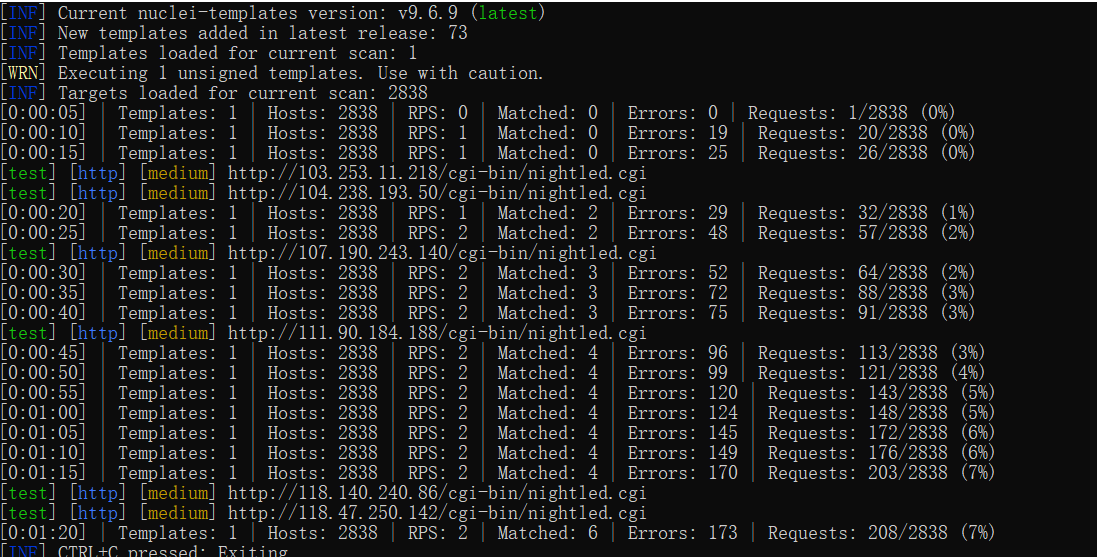 [INF] Current nuclei-templates version: v9.6.9 (latest)
[INF] New templates added in latest release: 73
[INF] Templates loaded for current scan: 1
[WRN] Executing 1 unsigned templates. Use with caution.
[INF] Targets loaded for current scan: 2838
[0:00:05] | Templates: 1 | Hosts: 2838 | RPS: 0 | Matched: 0 | Errors: 0 | Requests: 1/2838 (0%)
[0:00:10] | Templates: 1 | Hosts: 2838 | RPS: 1 | Matched: 0 | Errors: 19 | Requests: 20/2838 (0%)
[0:00:15] | Templates: 1 | Hosts: 2838 | RPS: 1 | Matched: 0 | Errors: 25 | Requests: 26/2838 (0%)
[test] [http] [medium] http://103.253.11.218/cgi-bin/nightled.cgi
[test] [http] [medium] http://104.238.193.50/cgi-bin/nightled.cgi
[0:00:20] | Templates: 1 | Hosts: 2838 | RPS: 1 | Matched: 2 | Errors: 29 | Requests: 32/2838 (1%)
[0:00:25] | Templates: 1 | Hosts: 2838 | RPS: 2 | Matched: 2 | Errors: 48 | Requests: 57/2838 (2%)
[test] [http] [medium] http://107.190.243.140/cgi-bin/nightled.cgi
[0:00:30] | Templates: 1 | Hosts: 2838 | RPS: 2 | Matched: 3 | Errors: 52 | Requests: 64/2838 (2%)
[0:00:35] | Templates: 1 | Hosts: 2838 | RPS: 2 | Matched: 3 | Errors: 72 | Requests: 88/2838 (3%)
[0:00:40] | Templates: 1 | Hosts: 2838 | RPS: 2 | Matched: 3 | Errors: 75 | Requests: 91/2838 (3%)
[test] [http] [medium] http://111.90.184.188/cgi-bin/nightled.cgi
[0:00:45] | Templates: 1 | Hosts: 2838 | RPS: 2 | Matched: 4 | Errors: 96 | Requests: 113/2838 (3%)
[0:00:50] | Templates: 1 | Hosts: 2838 | RPS: 2 | Matched: 4 | Errors: 99 | Requests: 121/2838 (4%)
[0:00:55] | Templates: 1 | Hosts: 2838 | RPS: 2 | Matched: 4 | Errors: 120 | Requests: 143/2838 (5%)
[0:01:00] | Templates: 1 | Hosts: 2838 | RPS: 2 | Matched: 4 | Errors: 124 | Requests: 148/2838 (5%)
[0:01:05] | Templates: 1 | Hosts: 2838 | RPS: 2 | Matched: 4 | Errors: 145 | Requests: 172/2838 (6%)
[0:01:10] | Templates: 1 | Hosts: 2838 | RPS: 2 | Matched: 4 | Errors: 149 | Requests: 176/2838 (6%)
[0:01:15] | Templates: 1 | Hosts: 2838 | RPS: 2 | Matched: 4 | Errors: 170 | Requests: 203/2838 (7%)
[test] [http] [medium] http://118.140.240.86/cgi-bin/nightled.cgi
[test] [http] [medium] http://118.47.250.142/cgi-bin/nightled.cgi
[0:01:20] | Templates: 1 | Hosts: 2838 | RPS: 2 | Matched: 6 | Errors: 173 | Requests: 208/2838 (7%)
[INF] CTRL+C pressed: Exiting